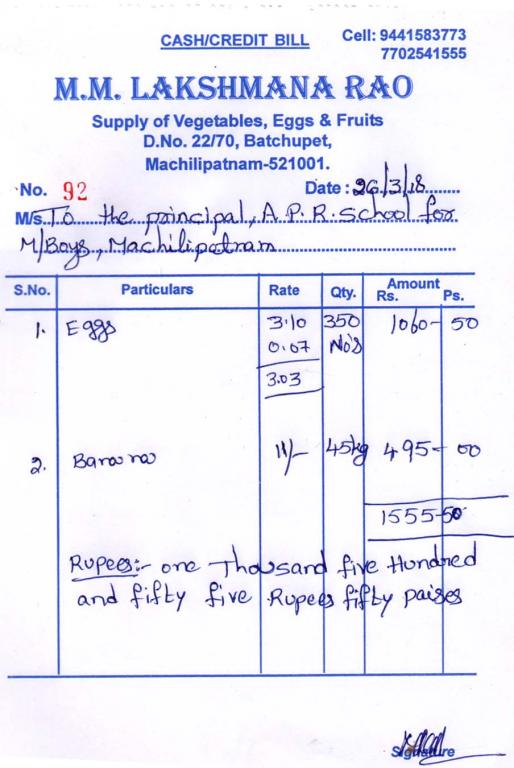 CASH/CREDIT BILL Cell: 9441583773
7702541555
M.M. LAKSHMANA RAO
Supply of Vegetables, Eggs & Fruits
D.No. 22/70, Batchupet,
Machilipatnam-521001.
No. 92 Date: 26/3/18
M/s. To the principal, A.P.R. School for
M/Boys, Machilipatnam
S.No. Particulars Rate Qty. Amount
Rs. Ps.
1. Eggs 3.10 350 1060- 50
0.07 No's
3.03
2. Banana 11/- 45kg 495- 00
1555-50
Rupees:- one Thousand five Hundred
and fifty five Rupees fifty paises
Signature